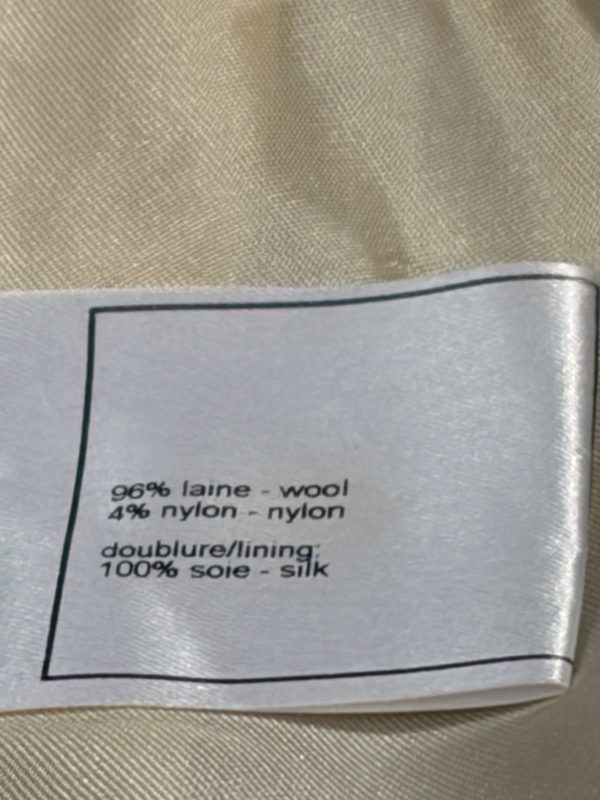 96% laine - wool
4% nylon - nylon
doublure/lining:
100% soie - silk